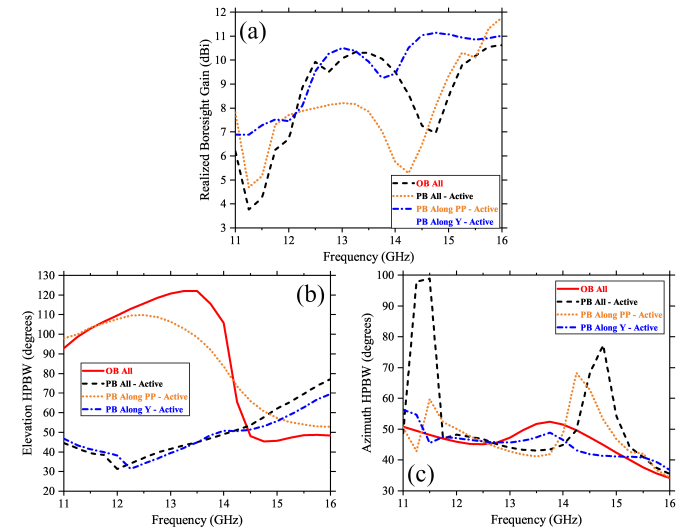 (a)
Realized Boresight Gain (dBi)
12
11
10
9
8
7
6
5
4
3
OB All
PB All - Active
PB Along PP - Active
PB Along Y - Active
11 12 13 14 15 16
Frequency (GHz)
(b)
Elevation HPBW (degrees)
130
120
110
100
90
80
70
60
50
40
30
20
OB All
PB All - Active
PB Along PP - Active
PB Along Y - Active
11 12 13 14 15 16
Frequency (GHz)
(c)
Azimuth HPBW (degrees)
100
90
80
70
60
50
40
30
OB All
PB All - Active
PB Along PP - Active
PB Along Y - Active
11 12 13 14 15 16
Frequency (GHz)